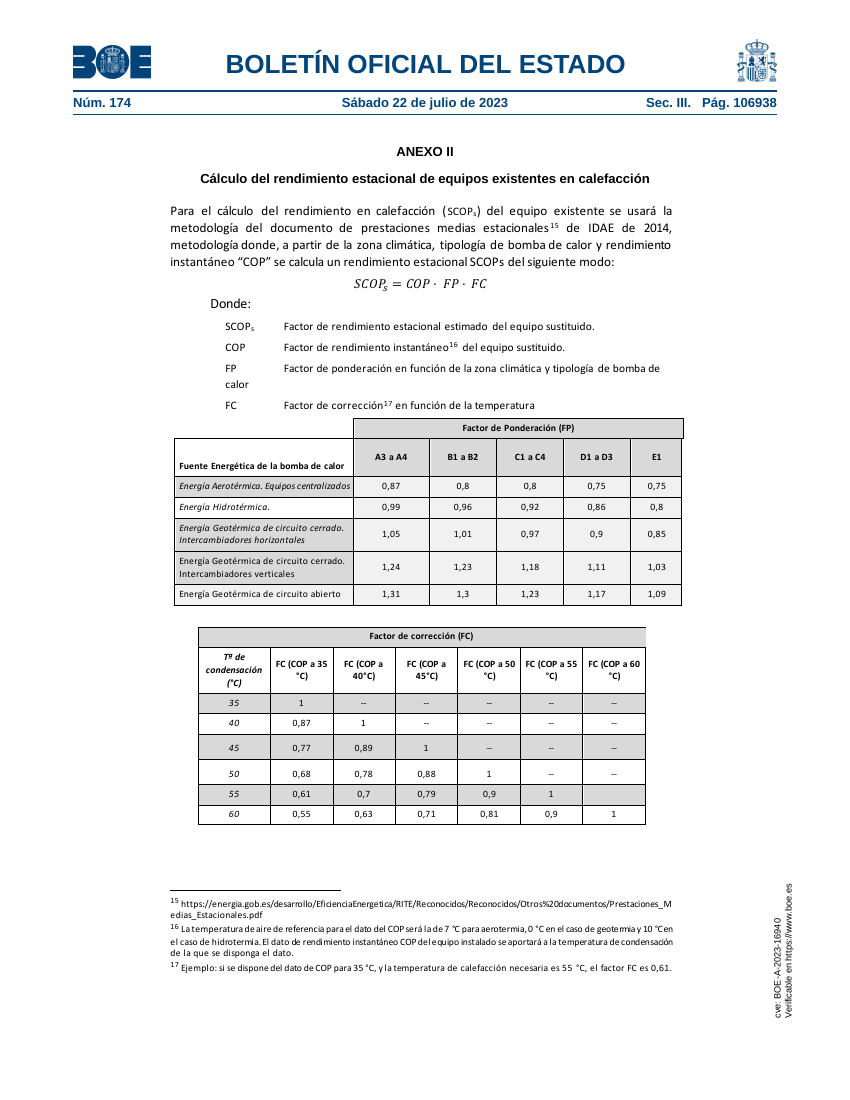 BOE
BOLETÍN OFICIAL DEL ESTADO
Núm. 174 Sábado 22 de julio de 2023 Sec. III. Pág. 106938
ANEXO II
Cálculo del rendimiento estacional de equipos existentes en calefacción
Para el cálculo del rendimiento en calefacción (SCOPs) del equipo existente se usará la
metodología del documento de prestaciones medias estacionales15 de IDAE de 2014,
metodología donde, a partir de la zona climática, tipología de bomba de calor y rendimiento
instantáneo “COP” se calcula un rendimiento estacional SCOPs del siguiente modo:
SCOPs = COP · FP · FC
Donde:
SCOPs Factor de rendimiento estacional estimado del equipo sustituido.
COP Factor de rendimiento instantáneo16 del equipo sustituido.
FP Factor de ponderación en función de la zona climática y tipología de bomba de
calor
FC Factor de corrección17 en función de la temperatura
Factor de Ponderación (FP)
Fuente Energética de la bomba de calor A3 a A4 B1 a B2 C1 a C4 D1 a D3 E1
Energía Aerotérmica. Equipos centralizados 0,87 0,8 0,8 0,75 0,75
Energía Hidrotérmica. 0,99 0,96 0,92 0,86 0,8
Energía Geotérmica de circuito cerrado.
Intercambiadores horizontales 1,05 1,01 0,97 0,9 0,85
Energía Geotérmica de circuito cerrado.
Intercambiadores verticales 1,24 1,23 1,18 1,11 1,03
Energía Geotérmica de circuito abierto 1,31 1,3 1,23 1,17 1,09
Factor de corrección (FC)
Tª de
condensación
(°C) FC (COP a 35
°C) FC (COP a
40°C) FC (COP a
45°C) FC (COP a 50
°C) FC (COP a 55
°C) FC (COP a 60
°C)
35 1 -- -- -- -- --
40 0,87 1 -- -- -- --
45 0,77 0,89 1 -- -- --
50 0,68 0,78 0,88 1 -- --
55 0,61 0,7 0,79 0,9 1
60 0,55 0,63 0,71 0,81 0,9 1
15 https://energia.gob.es/desarrollo/EficienciaEnergetica/RITE/Reconocidos/Reconocidos/Otros%20documentos/Prestaciones_M
edias_Estacionales.pdf
16 La temperatura de aire de referencia para el dato del COP será la de 7 °C para aerotermia, 0 °C en el caso de geotermia y 10 °C en
el caso de hidrotermia. El dato de rendimiento instantáneo COP del equipo instalado se aportará a la temperatura de condensación
de la que se disponga el dato.
17 Ejemplo: si se dispone del dato de COP para 35 °C, y la temperatura de calefacción necesaria es 55 °C, el factor FC es 0,61.
cve: BOE-A-2023-16940
Verificable en https://www.boe.es